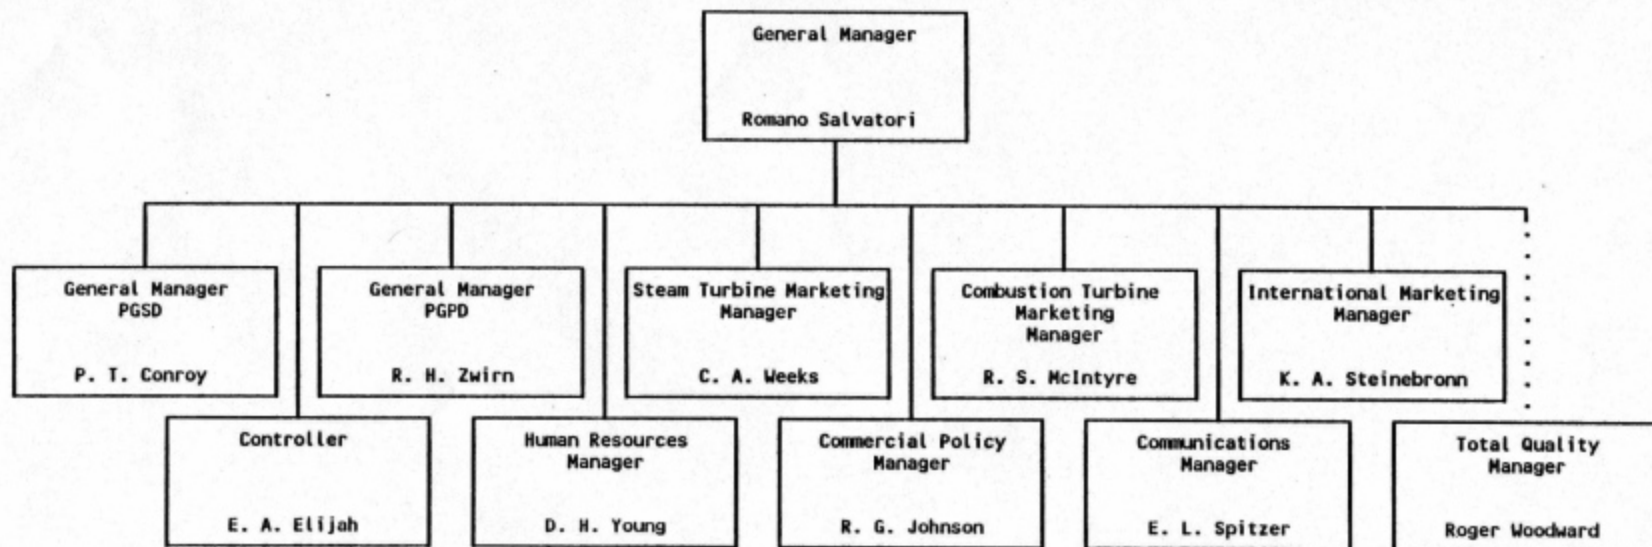 General Manager
Romano Salvatori
General Manager
PGSD
P. T. Conroy
General Manager
PGPD
R. H. Zwirn
Steam Turbine Marketing
Manager
C. A. Weeks
Combustion Turbine
Marketing
Manager
R. S. McIntyre
International Marketing
Manager
K. A. Steinebronn
Controller
E. A. Elijah
Human Resources
Manager
D. H. Young
Commercial Policy
Manager
R. G. Johnson
Communications
Manager
E. L. Spitzer
Total Quality
Manager
Roger Woodward